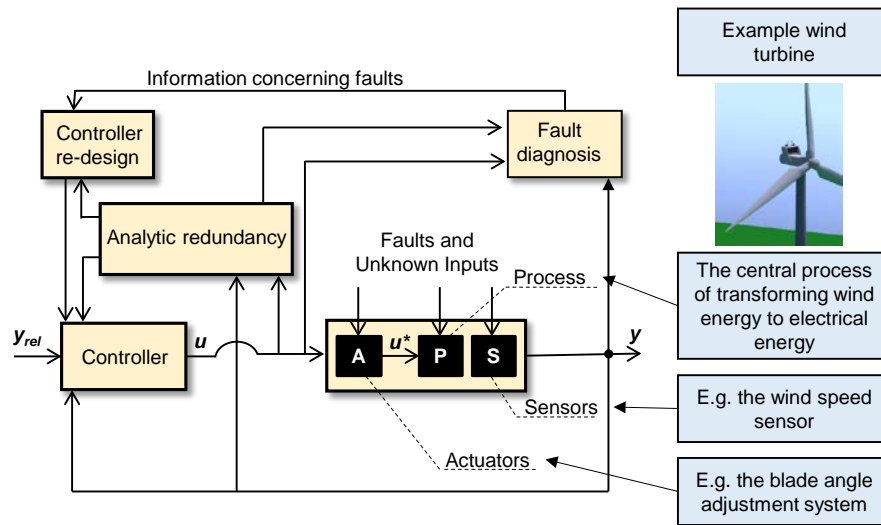 Example wind
turbine
Information concerning faults
Controller
re-design
Fault
diagnosis
Analytic redundancy
Faults and
Unknown Inputs
Process
The central process
of transforming wind
energy to electrical
energy
y_rel
Controller
u
A
u*
P
S
y
Sensors
E.g. the wind speed
sensor
Actuators
E.g. the blade angle
adjustment system